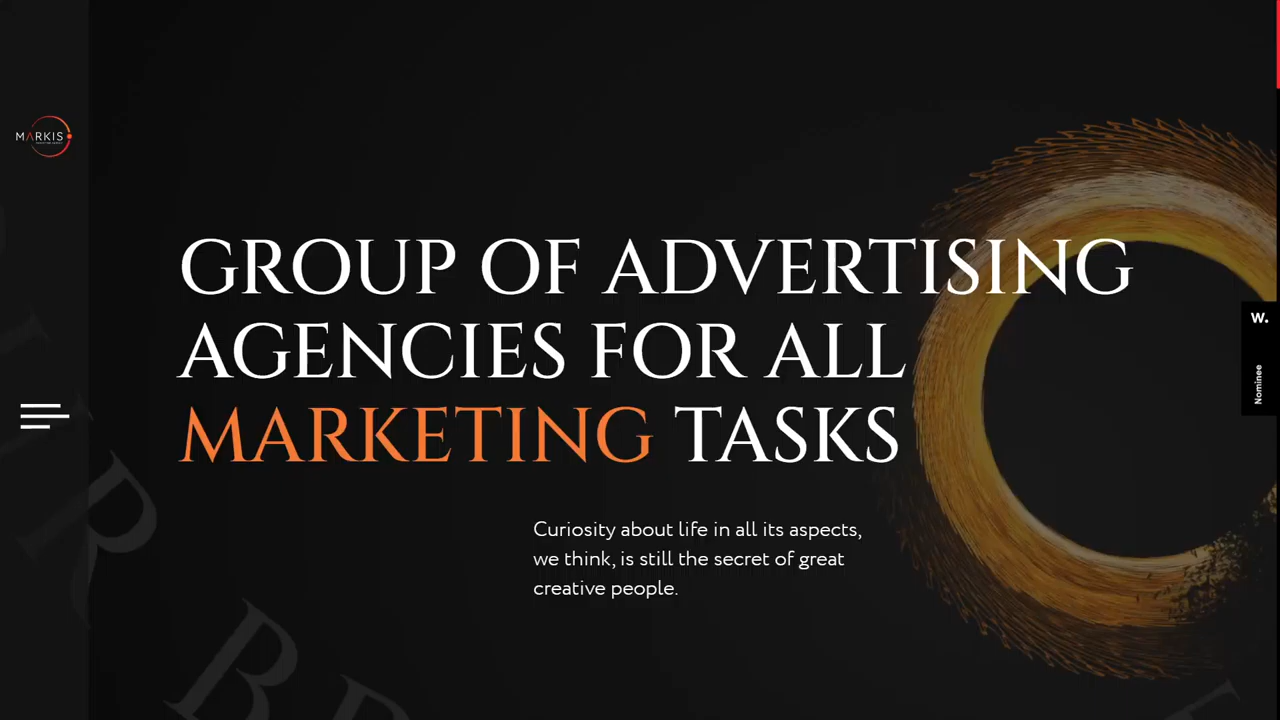 MARKIS
GROUP OF ADVERTISING
AGENCIES FOR ALL
MARKETING TASKS
Curiosity about life in all its aspects,
we think, is still the secret of great
creative people.
W.
Nominee